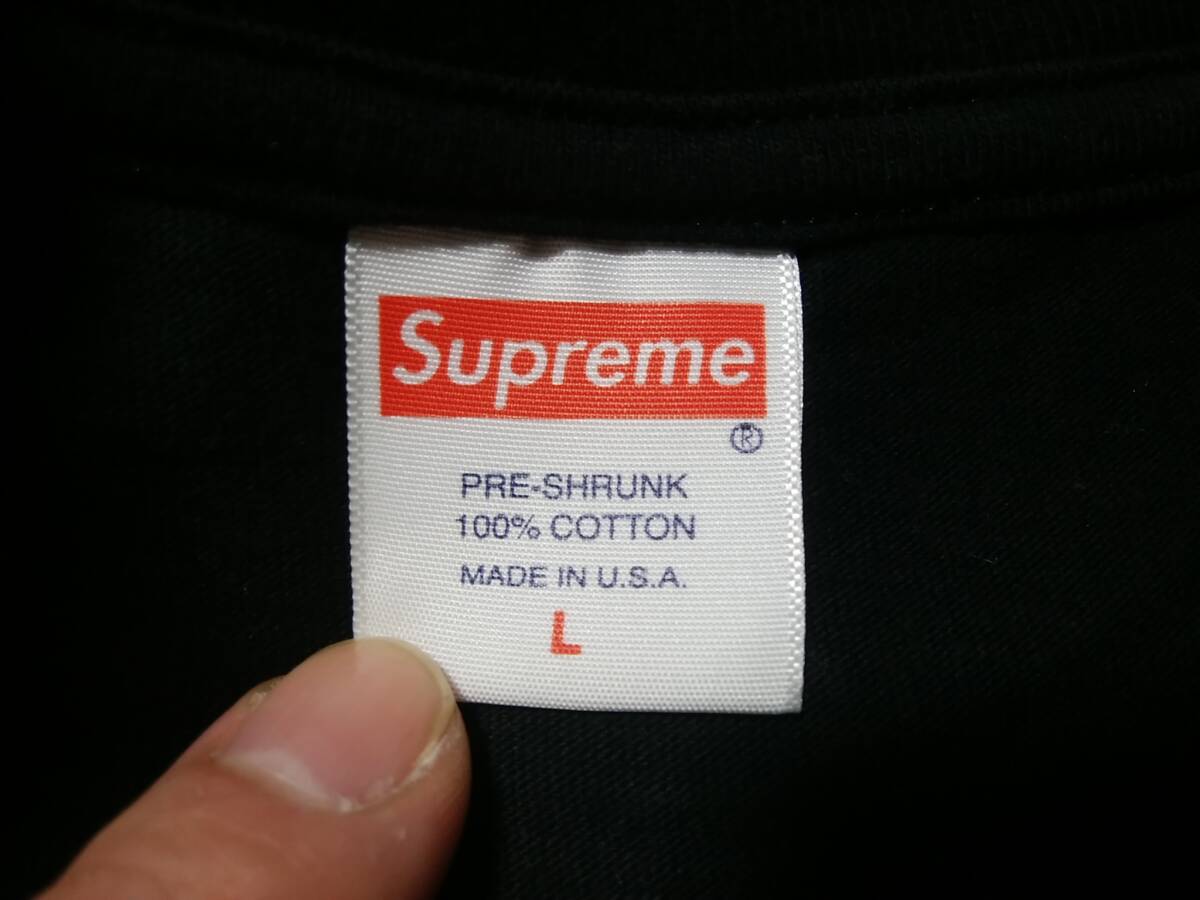 Supreme
®
PRE-SHRUNK
100% COTTON
MADE IN U.S.A.
L